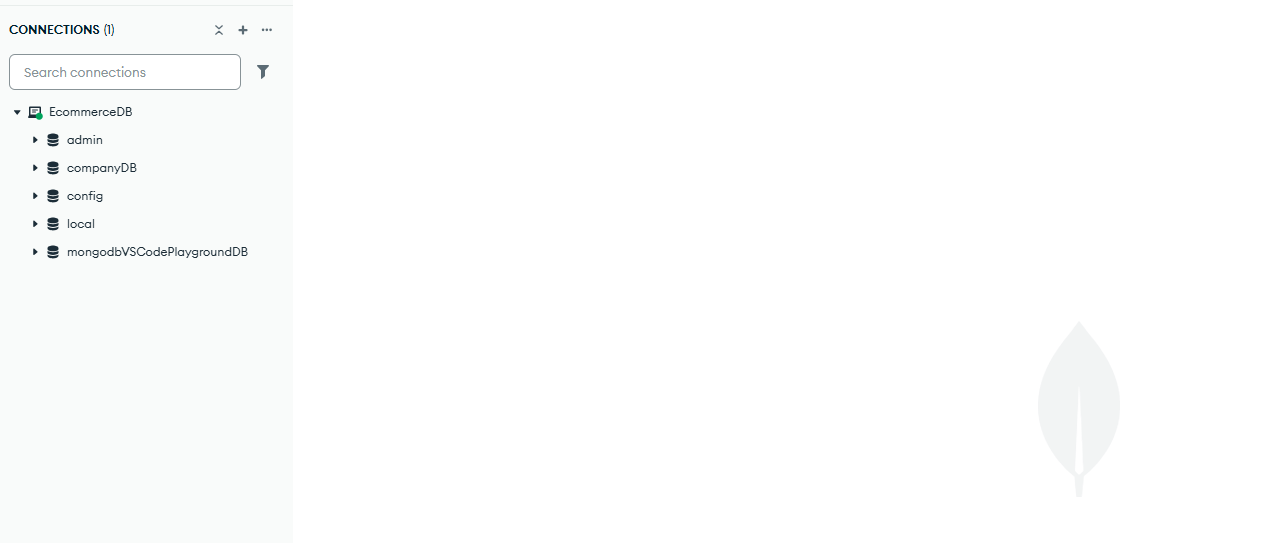 CONNECTIONS (1)
Search connections
EcommerceDB
admin
companyDB
config
local
mongodbVSCodePlaygroundDB